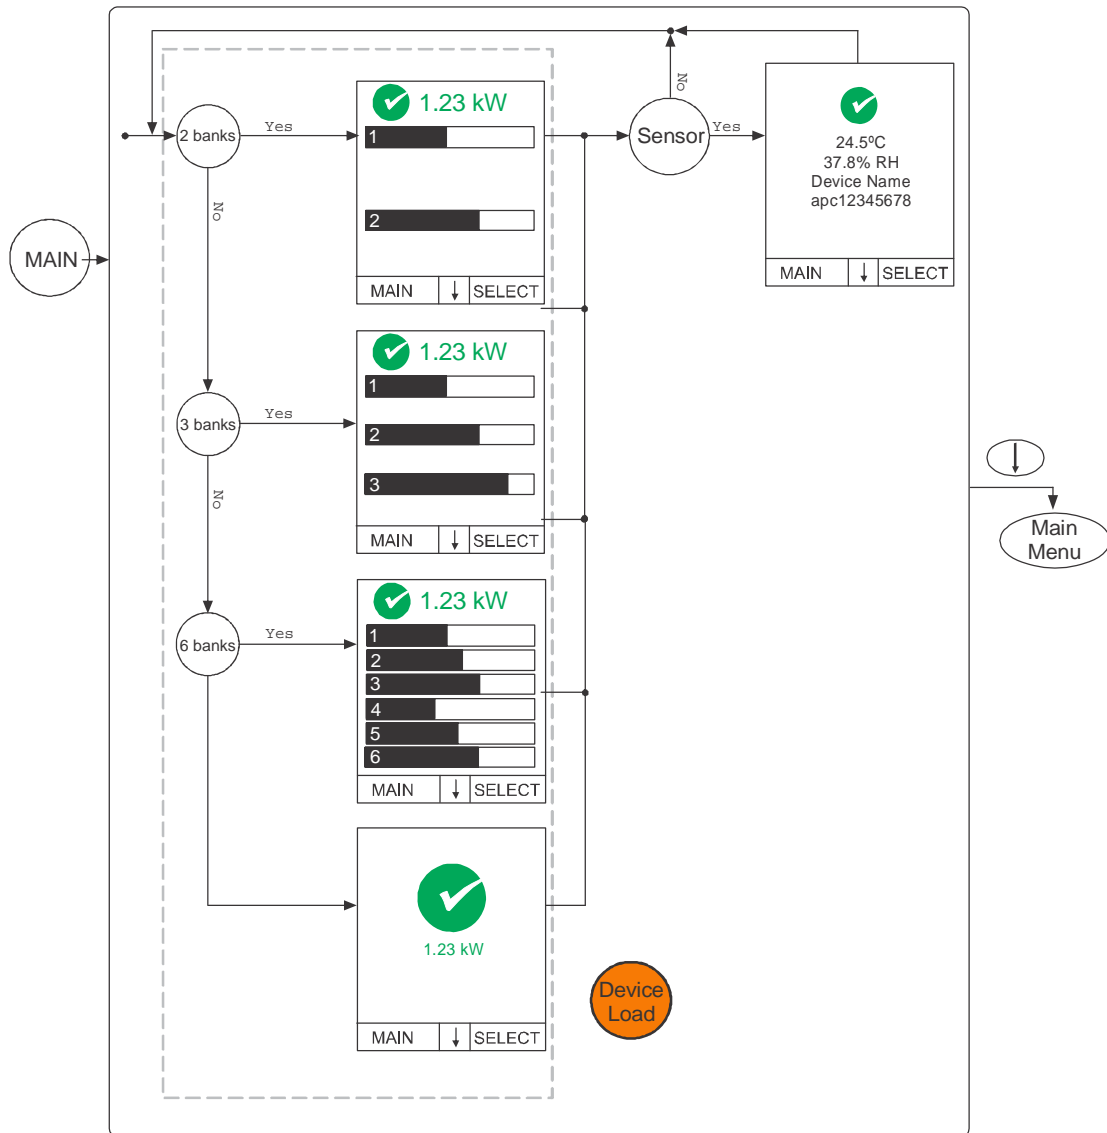 No
1.23 kW
2 banks
Yes
1
Sensor
Yes
24.5ºC
37.8% RH
Device Name
apc12345678
2
No
MAIN
MAIN
SELECT
MAIN
SELECT
1.23 kW
1
3 banks
Yes
2
3
No
MAIN
SELECT
Main
Menu
1.23 kW
6 banks
Yes
1
2
3
4
5
6
MAIN
SELECT
1.23 kW
Device
Load
MAIN
SELECT